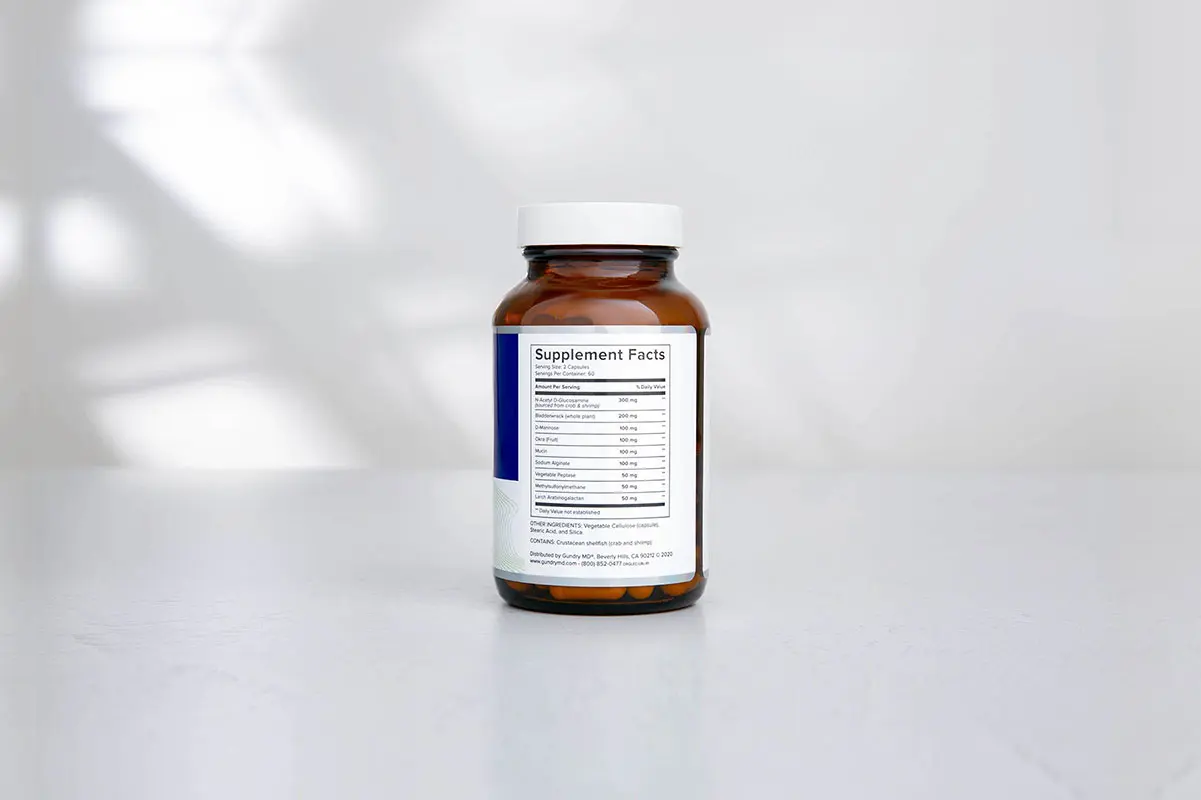 Supplement Facts
Serving Size: 2 Capsules
Servings Per Container: 60
Amount Per Serving % Daily Value
N-Acetyl D-Glucosamine 300 mg **
(sourced from crab & shrimp)
Bladderwrack (whole plant) 200 mg **
D-Mannose 100 mg **
Okra (Fruit) 100 mg **
Mucin 100 mg **
Sodium Alginate 100 mg **
Vegetable Peptase 50 mg **
Methylsulfonylmethane 50 mg **
Larch Arabinogalactan 50 mg **
** Daily Value not established
OTHER INGREDIENTS: Vegetable Cellulose (capsule),
Stearic Acid, and Silica.
CONTAINS: Crustacean shellfish (crab and shrimp)
Distributed by Gundry MD®, Beverly Hills, CA 90212 © 2020
www.gundrymd.com - (800) 852-0477